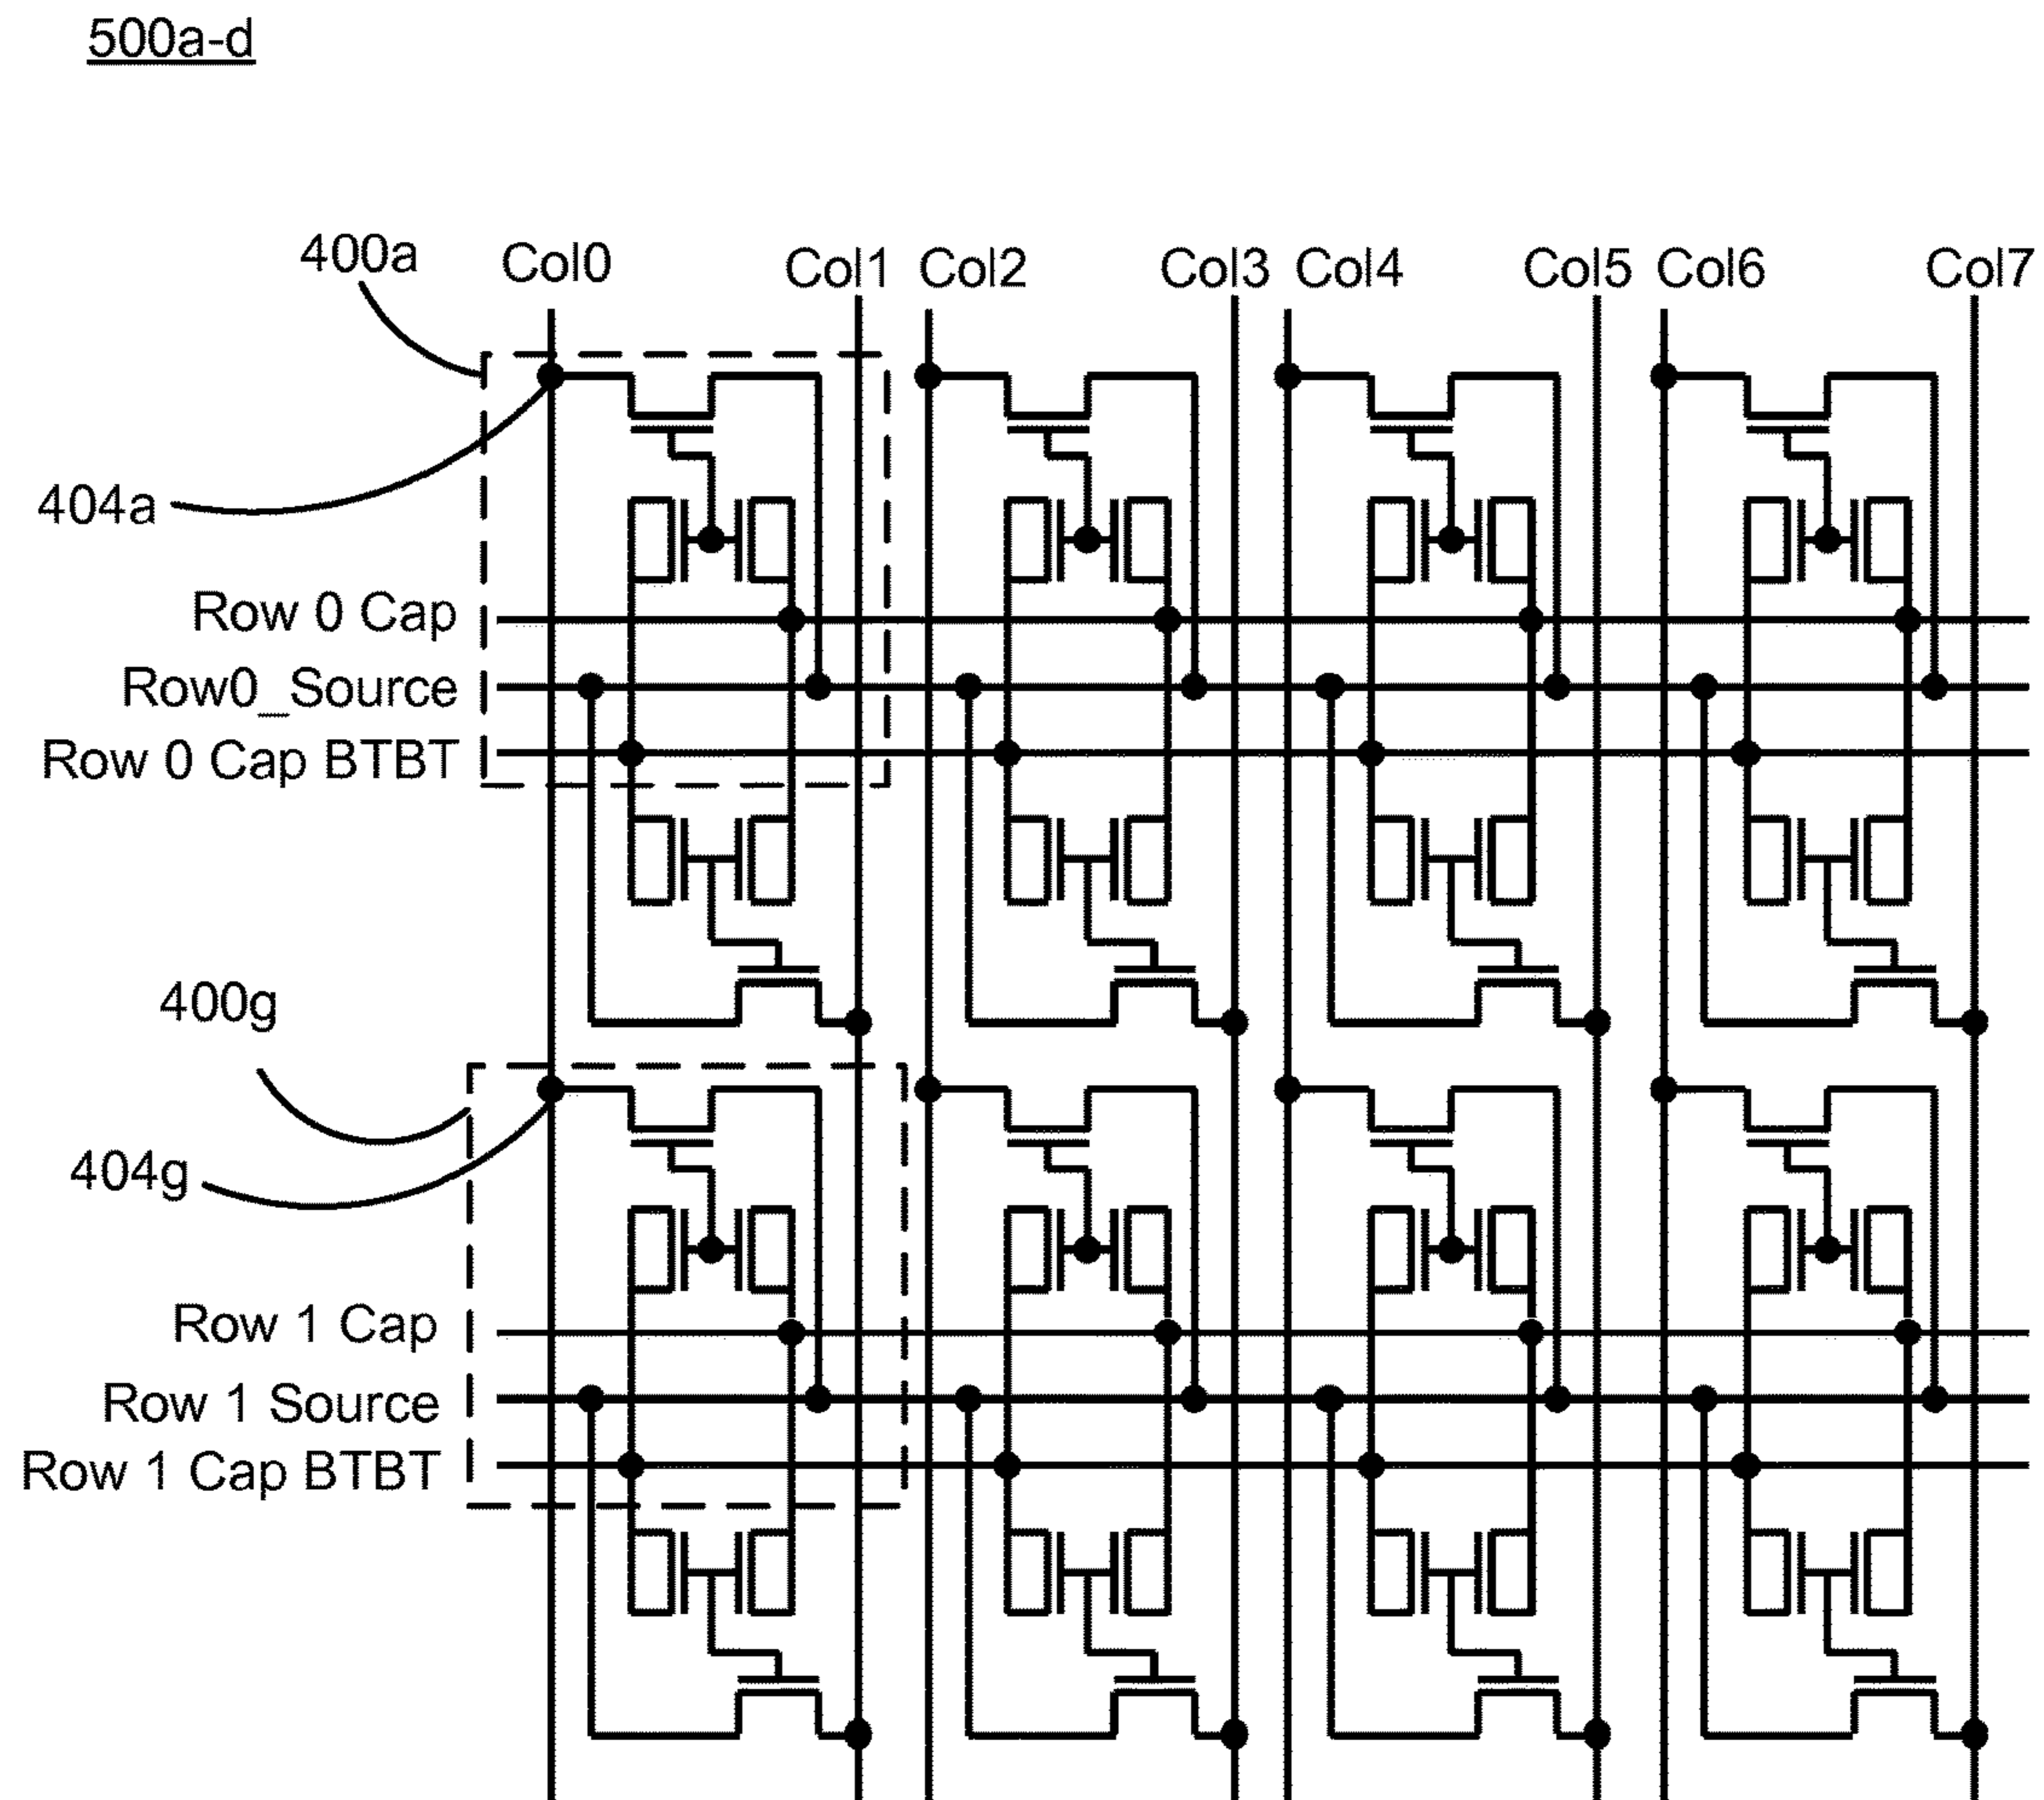 500a-d
400a
Col0
Col1
Col2
Col3
Col4
Col5
Col6
Col7
404a
Row 0 Cap
Row0_Source
Row 0 Cap BTBT
400g
404g
Row 1 Cap
Row 1 Source
Row 1 Cap BTBT